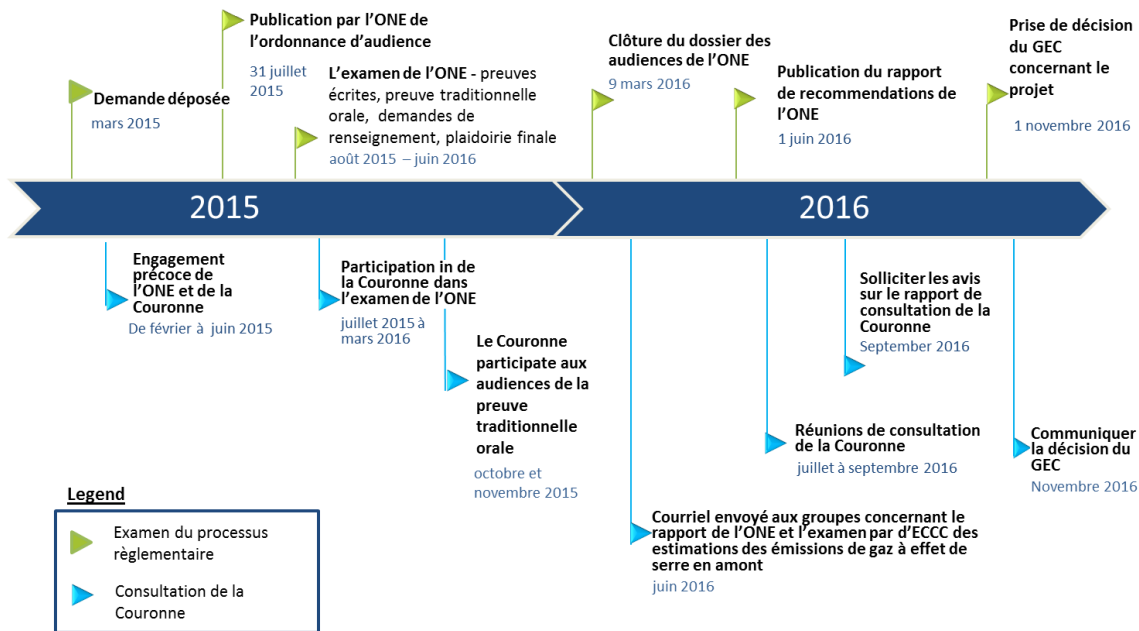 Publication par l'ONE de
l'ordonnance d'audience
31 juillet
2015
Demande déposée
mars 2015
L'examen de l'ONE - preuves
écrites, preuve traditionnelle
orale, demandes de
renseignement, plaidoirie finale
août 2015 – juin 2016
Clôture du dossier des
audiences de l'ONE
9 mars 2016
Publication du rapport
de recommendations de
l'ONE
1 juin 2016
Prise de décision
du GEC
concernant le
projet
1 novembre 2016
2015
2016
Engagement
précoce de
l'ONE et de la
Couronne
De février à juin 2015
Participation in de
la Couronne dans
l'examen de l'ONE
juillet 2015 à
mars 2016
Le Couronne
participate aux
audiences de la
preuve
traditionnelle
orale
octobre et
novembre 2015
Courriel envoyé aux groupes concernant le
rapport de l'ONE et l'examen par d'ECCC des
estimations des émissions de gaz à effet de
serre en amont
juin 2016
Réunions de consultation
de la Couronne
juillet à septembre 2016
Solliciter les avis
sur le rapport de
consultation de la
Couronne
September 2016
Communiquer
la décision du
GEC
Novembre 2016
Legend
Examen du processus
règlementaire
Consultation de la
Couronne